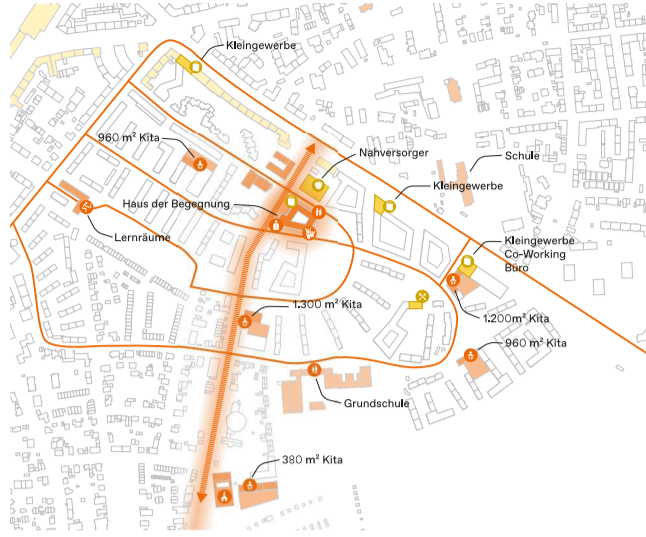 Kleingewerbe
960 m² Kita
Nahversorger
Schule
Kleingewerbe
Haus der Begegnung
Lernräume
Kleingewerbe
Co-Working
Büro
1.300 m² Kita
1.200m² Kita
960 m² Kita
Grundschule
380 m² Kita